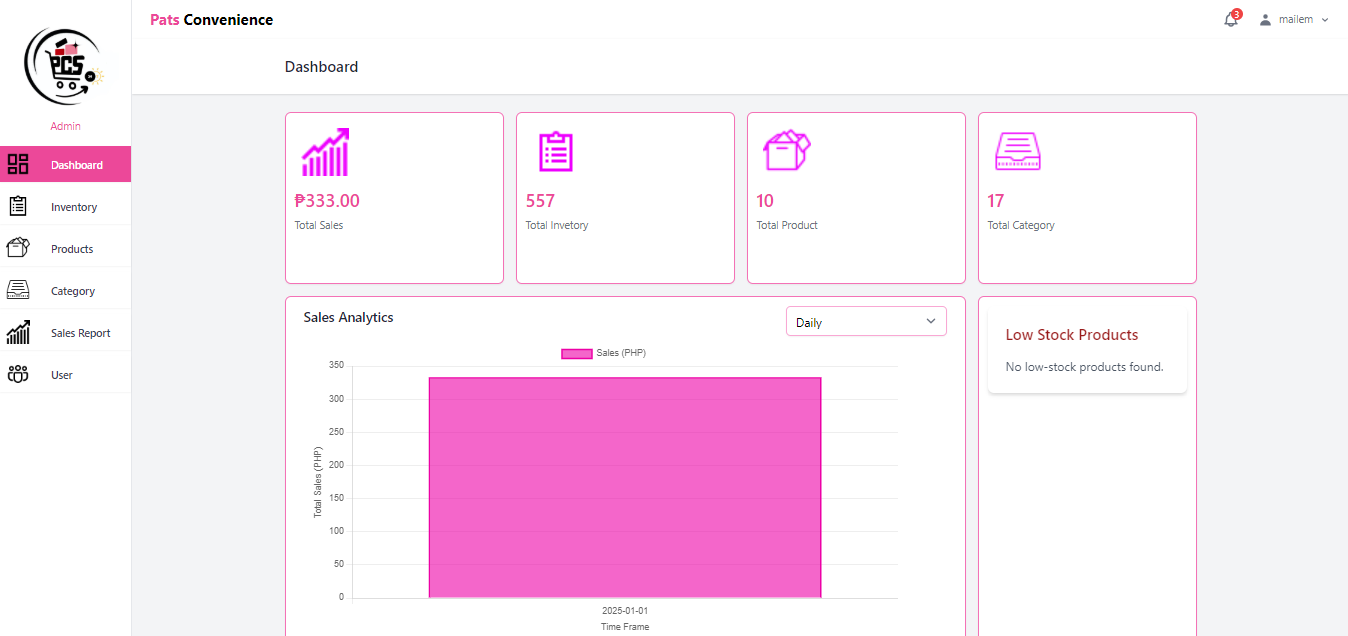 Pats Convenience
3
mailem
PCS
Admin
Dashboard
Inventory
Products
Category
Sales Report
User
Dashboard
₱333.00
Total Sales
557
Total Invetory
10
Total Product
17
Total Category
Sales Analytics
Daily
Sales (PHP)
350
300
250
200
150
100
50
0
Total Sales (PHP)
2025-01-01
Time Frame
Low Stock Products
No low-stock products found.